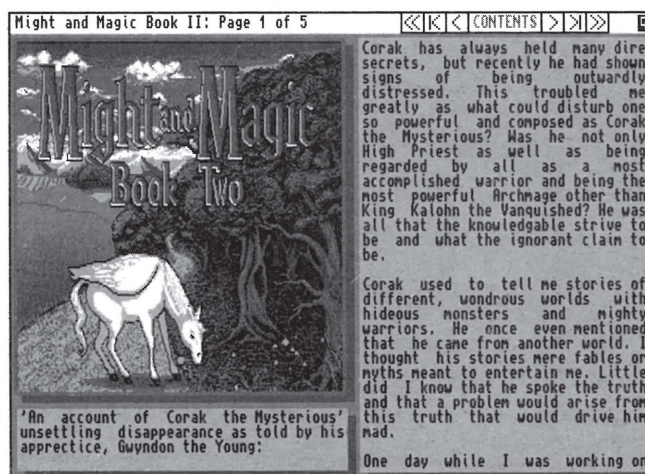 Might and Magic Book II: Page 1 of 5
CONTENTS
Might and Magic
Book Two
'An account of Corak the Mysterious'
unsettling disappearance as told by his
apprectice, Gwyndon the Young:
Corak has always held many dire
secrets, but recently he had shown
signs of being outwardly
distressed. This troubled me
greatly as what could disturb one
so powerful and composed as Corak
the Mysterious? Was he not only
High Priest as well as being
regarded by all as a most
accomplished warrior and being the
most powerful Archmage other than
King Kalohn the Vanquished? He was
all that the knowledgable strive to
be and what the ignorant claim to
be.
Corak used to tell me stories of
different, wondrous worlds with
hideous monsters and mighty
warriors. He once even mentioned
that he came from another world. I
thought his stories mere fables or
myths meant to entertain me. Little
did I know that he spoke the truth
and that a problem would arise from
this truth that would drive him
mad.
One day while I was working on